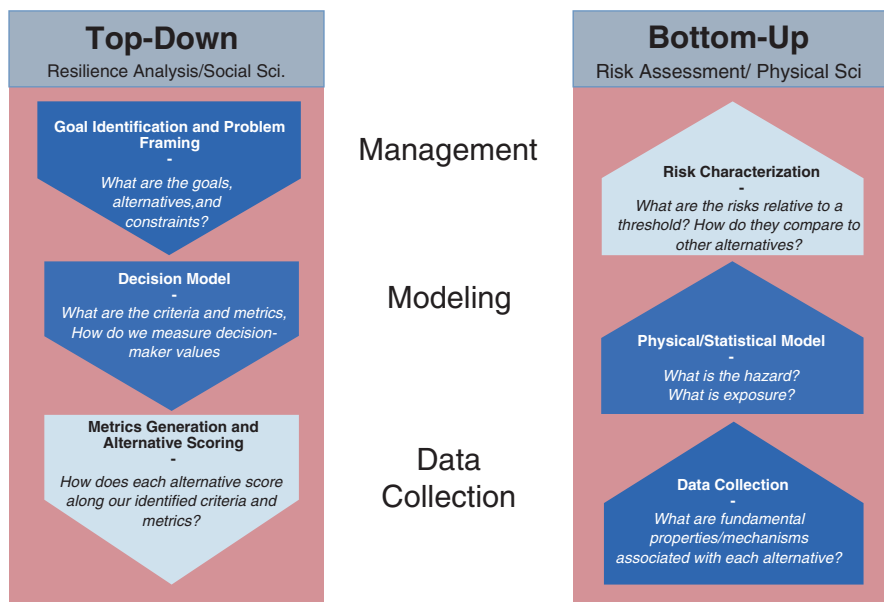 Top-Down
Resilience Analysis/Social Sci.
Goal Identification and Problem
Framing
-
What are the goals,
alternatives,and
constraints?
Decision Model
-
What are the criteria and metrics,
How do we measure decision-
maker values
Metrics Generation and
Alternative Scoring
-
How does each alternative score
along our identified criteria and
metrics?
Management
Modeling
Data
Collection
Bottom-Up
Risk Assessment/ Physical Sci
Risk Characterization
-
What are the risks relative to a
threshold? How do they compare to
other alternatives?
Physical/Statistical Model
-
What is the hazard?
What is exposure?
Data Collection
-
What are fundamental
properties/mechanisms
associated with each alternative?